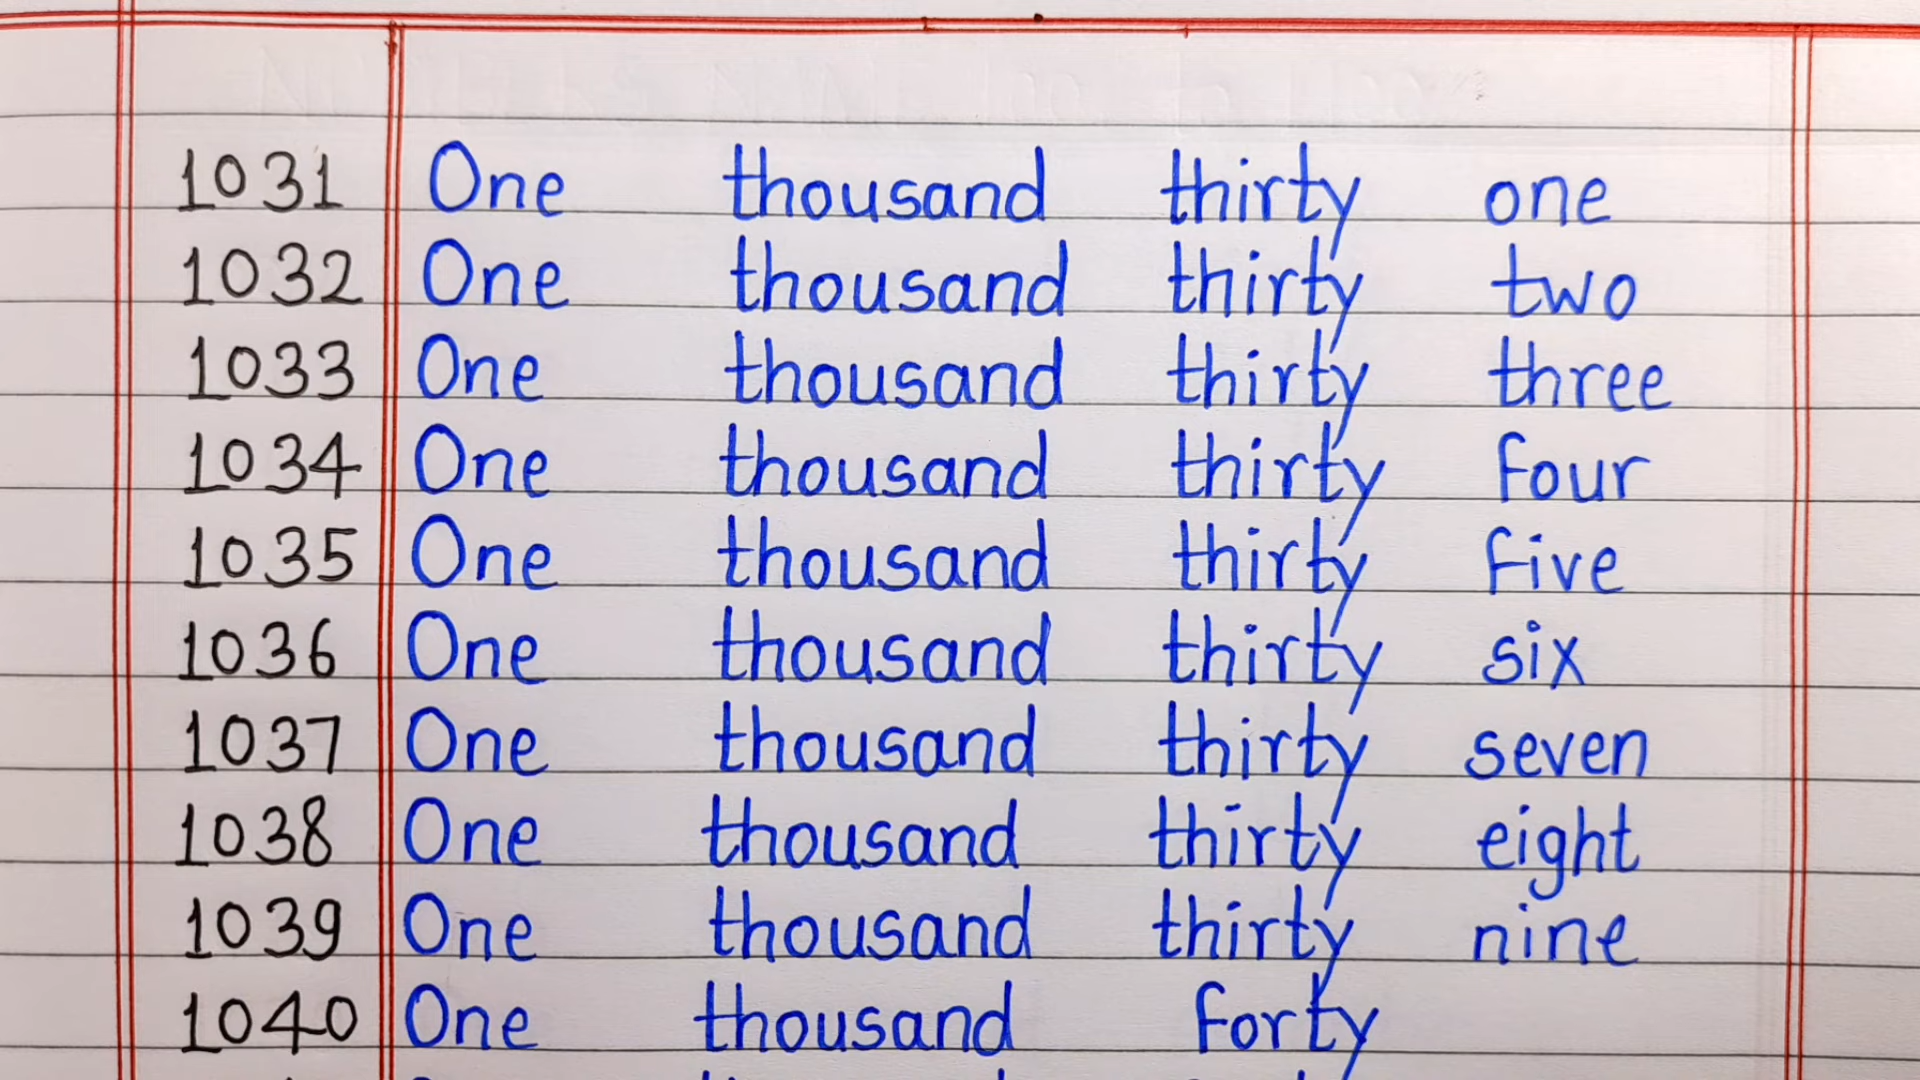 1031 One thousand thirty one
1032 One thousand thirty two
1033 One thousand thirty three
1034 One thousand thirty four
1035 One thousand thirty five
1036 One thousand thirty six
1037 One thousand thirty seven
1038 One thousand thirty eight
1039 One thousand thirty nine
1040 One thousand forty